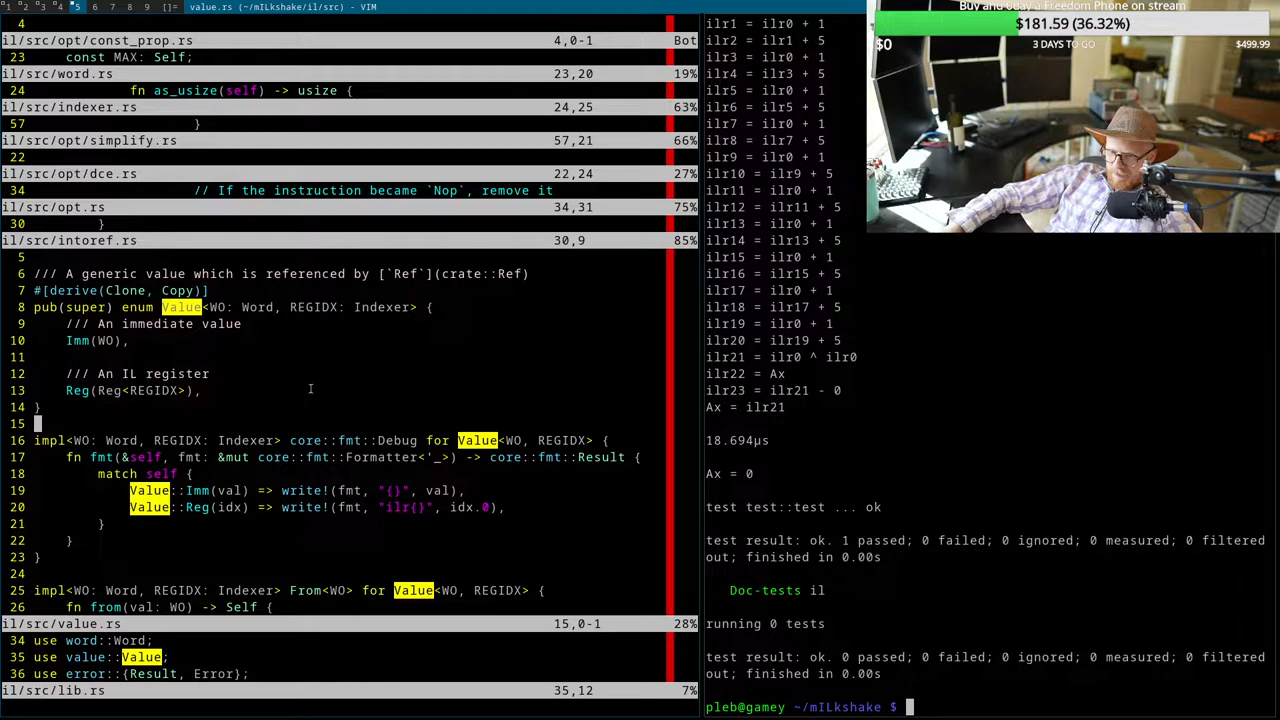 1 2 3 4 5 6 7 8 9 []= value.rs (~/mILkshake/il/src) - VIM
4
il/src/opt/const_prop.rs 4,0-1 Bot
23 const MAX: Self;
il/src/word.rs 23,20 19%
24 fn as_usize(self) -> usize {
il/src/indexer.rs 24,25 63%
57 }
il/src/opt/simplify.rs 57,21 66%
22
il/src/opt/dce.rs 22,24 27%
34 // If the instruction became `Nop`, remove it
il/src/opt.rs 34,31 75%
30 }
il/src/intoref.rs 30,9 85%
5
6 /// A generic value which is referenced by [`Ref`](crate::Ref)
7 #[derive(Clone, Copy)]
8 pub(super) enum Value<WO: Word, REGIDX: Indexer> {
9 /// An immediate value
10 Imm(WO),
11
12 /// An IL register
13 Reg(Reg<REGIDX>),
14 }
15
16 impl<WO: Word, REGIDX: Indexer> core::fmt::Debug for Value<WO, REGIDX> {
17 fn fmt(&self, fmt: &mut core::fmt::Formatter<'_>) -> core::fmt::Result {
18 match self {
19 Value::Imm(val) => write!(fmt, "{}", val),
20 Value::Reg(idx) => write!(fmt, "ilr{}", idx.0),
21 }
22 }
23 }
24
25 impl<WO: Word, REGIDX: Indexer> From<WO> for Value<WO, REGIDX> {
26 fn from(val: WO) -> Self {
il/src/value.rs 15,0-1 28%
34 use word::Word;
35 use value::Value;
36 use error::{Result, Error};
il/src/lib.rs 35,12 7%
ilr1 = ilr0 + 1
ilr2 = ilr1 + 5
ilr3 = ilr0 + 1
ilr4 = ilr3 + 5
ilr5 = ilr0 + 1
ilr6 = ilr5 + 5
ilr7 = ilr0 + 1
ilr8 = ilr7 + 5
ilr9 = ilr0 + 1
ilr10 = ilr9 + 5
ilr11 = ilr0 + 1
ilr12 = ilr11 + 5
ilr13 = ilr0 + 1
ilr14 = ilr13 + 5
ilr15 = ilr0 + 1
ilr16 = ilr15 + 5
ilr17 = ilr0 + 1
ilr18 = ilr17 + 5
ilr19 = ilr0 + 1
ilr20 = ilr19 + 5
ilr21 = ilr0 ^ ilr0
ilr22 = Ax
ilr23 = ilr21 - 0
Ax = ilr21
18.694µs
Ax = 0
test test::test ... ok
test result: ok. 1 passed; 0 failed; 0 ignored; 0 measured; 0 filtered
out; finished in 0.00s
Doc-tests il
running 0 tests
test result: ok. 0 passed; 0 failed; 0 ignored; 0 measured; 0 filtered
out; finished in 0.00s
pleb@gamey ~/mILkshake $
Buy and 0day a Freedom Phone on stream
$181.59 (36.32%)
$0 3 DAYS TO GO $499.99